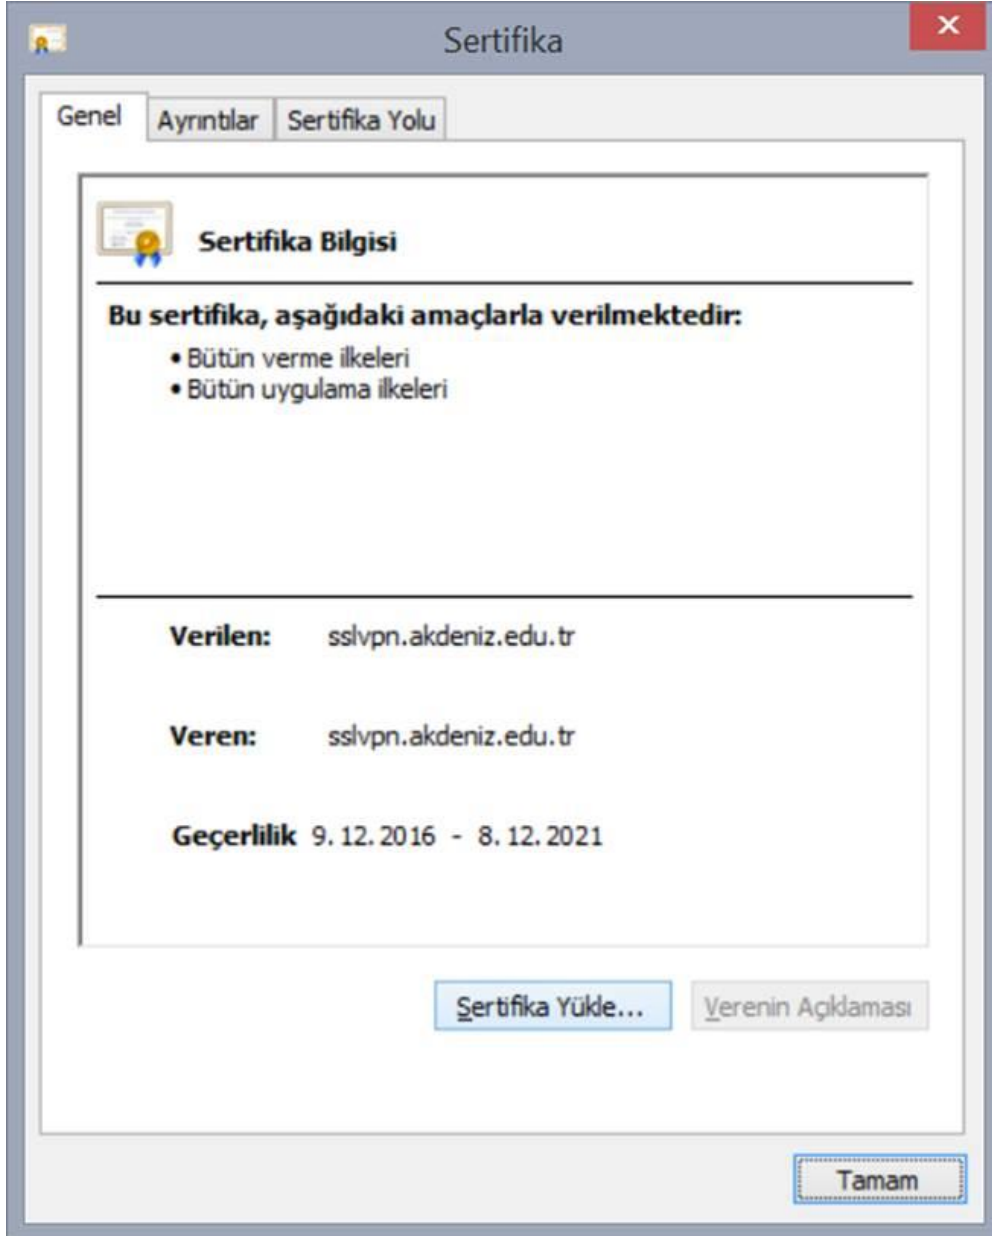 Sertifika
Genel Ayrıntılar Sertifika Yolu
Sertifika Bilgisi
Bu sertifika, aşağıdaki amaçlarla verilmektedir:
• Bütün verme ilkeleri
• Bütün uygulama ilkeleri
Verilen: sslvpn.akdeniz.edu.tr
Veren: sslvpn.akdeniz.edu.tr
Geçerlilik 9. 12. 2016 - 8. 12. 2021
Sertifika Yükle... Verenin Açıklaması
Tamam